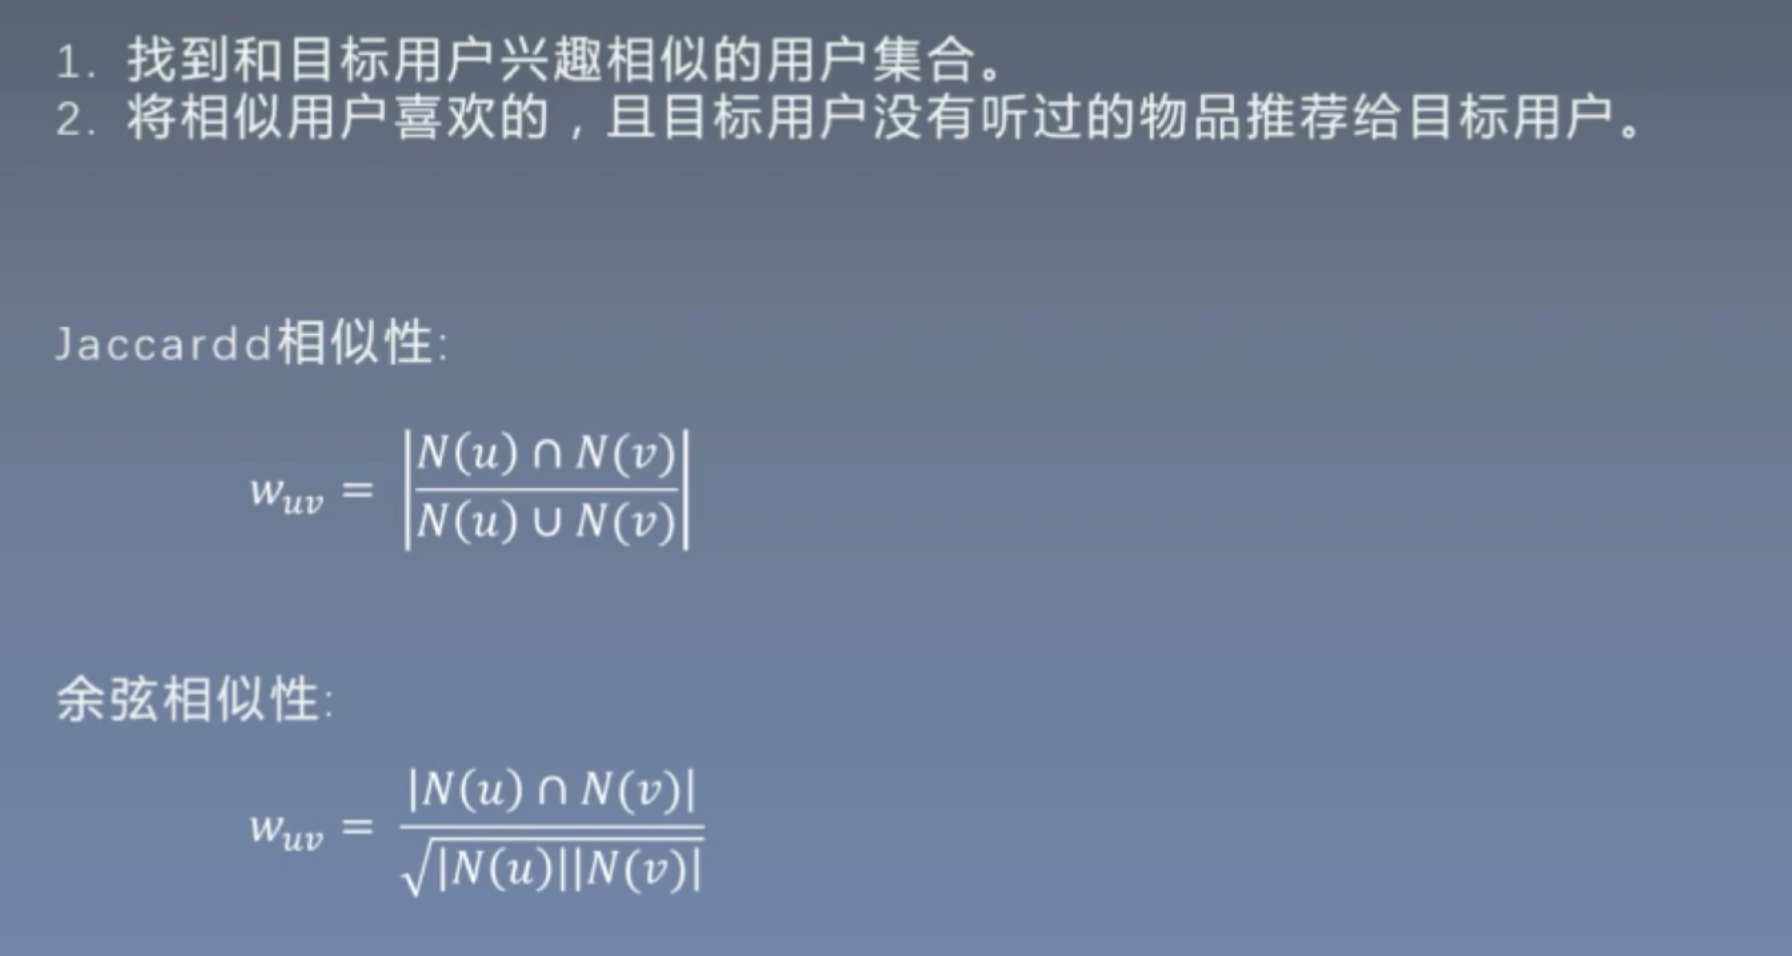 1. 找到和目标用户兴趣相似的用户集合。
2. 将相似用户喜欢的，且目标用户没有听过的物品推荐给目标用户。
Jaccardd相似性:
w_{uv} = \left|\frac{N(u) ∩ N(v)}{N(u) ∪ N(v)}\right|
余弦相似性:
w_{uv} = \frac{|N(u) ∩ N(v)|}{\sqrt{|N(u)||N(v)|}}